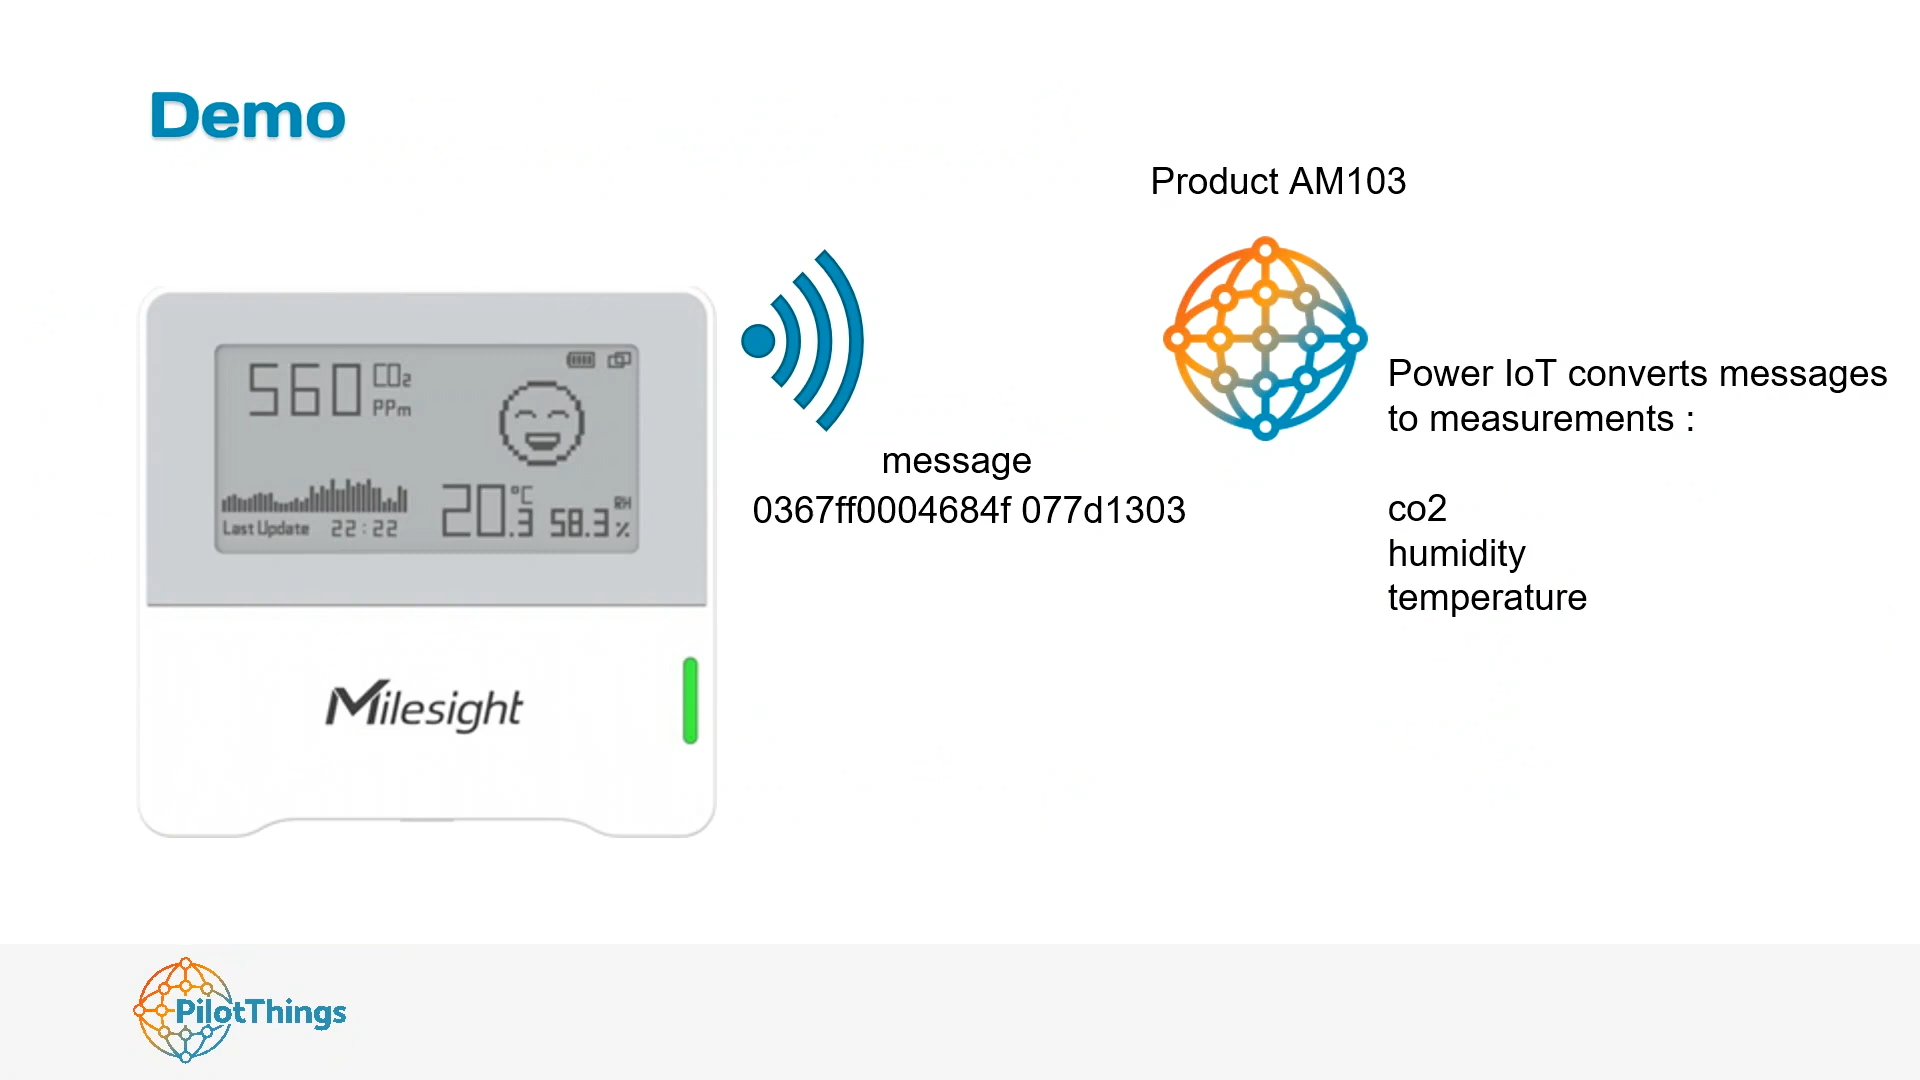 Demo
Product AM103
560 CO2 PPm
Last Update 22:22
20.3 °C 58.3 RH %
Milesight
message
0367ff0004684f 077d1303
Power IoT converts messages
to measurements :
co2
humidity
temperature
PilotThings